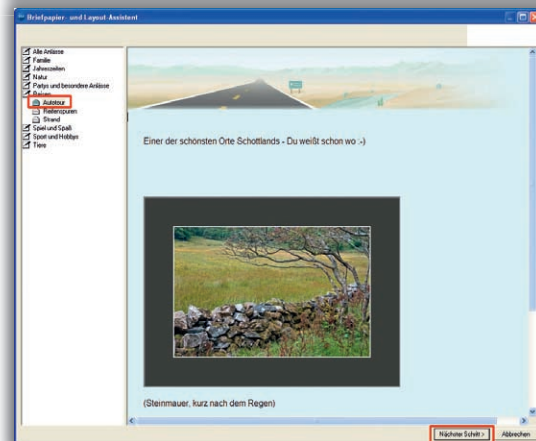 Briefpapier- und Layout-Assistent
Alle Anlässe
Familie
Jahreszeiten
Natur
Partys und besondere Anlässe
Reisen
Autotour
Reifenspuren
Strand
Spiel und Spaß
Sport und Hobbys
Tiere
Einer der schönsten Orte Schottlands - Du weißt schon wo :-)
(Steinmauer, kurz nach dem Regen)
Nächster Schritt >
Abbrechen